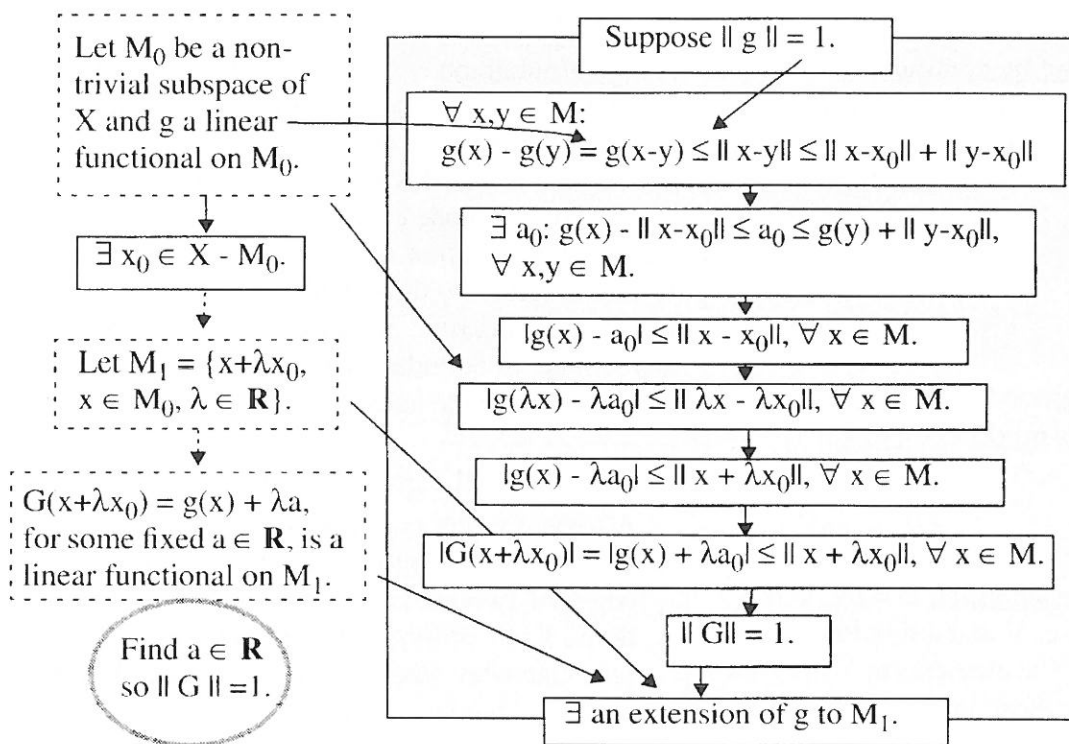 Let M₀ be a non-
trivial subspace of
X and g a linear
functional on M₀.
∃ x₀ ∈ X - M₀.
Let M₁ = {x+λx₀,
x ∈ M₀, λ ∈ R}.
G(x+λx₀) = g(x) + λa,
for some fixed a ∈ R, is a
linear functional on M₁.
Find a ∈ R
so || G || =1.
Suppose || g || = 1.
∀ x,y ∈ M:
g(x) - g(y) = g(x-y) ≤ || x-y|| ≤ || x-x₀|| + || y-x₀||
∃ a₀: g(x) - || x-x₀|| ≤ a₀ ≤ g(y) + || y-x₀||,
∀ x,y ∈ M.
|g(x) - a₀| ≤ || x - x₀||, ∀ x ∈ M.
|g(λx) - λa₀| ≤ || λx - λx₀||, ∀ x ∈ M.
|g(x) - λa₀| ≤ || x + λx₀||, ∀ x ∈ M.
|G(x+λx₀)| = |g(x) + λa₀| ≤ || x + λx₀||, ∀ x ∈ M.
|| G|| = 1.
∃ an extension of g to M₁.